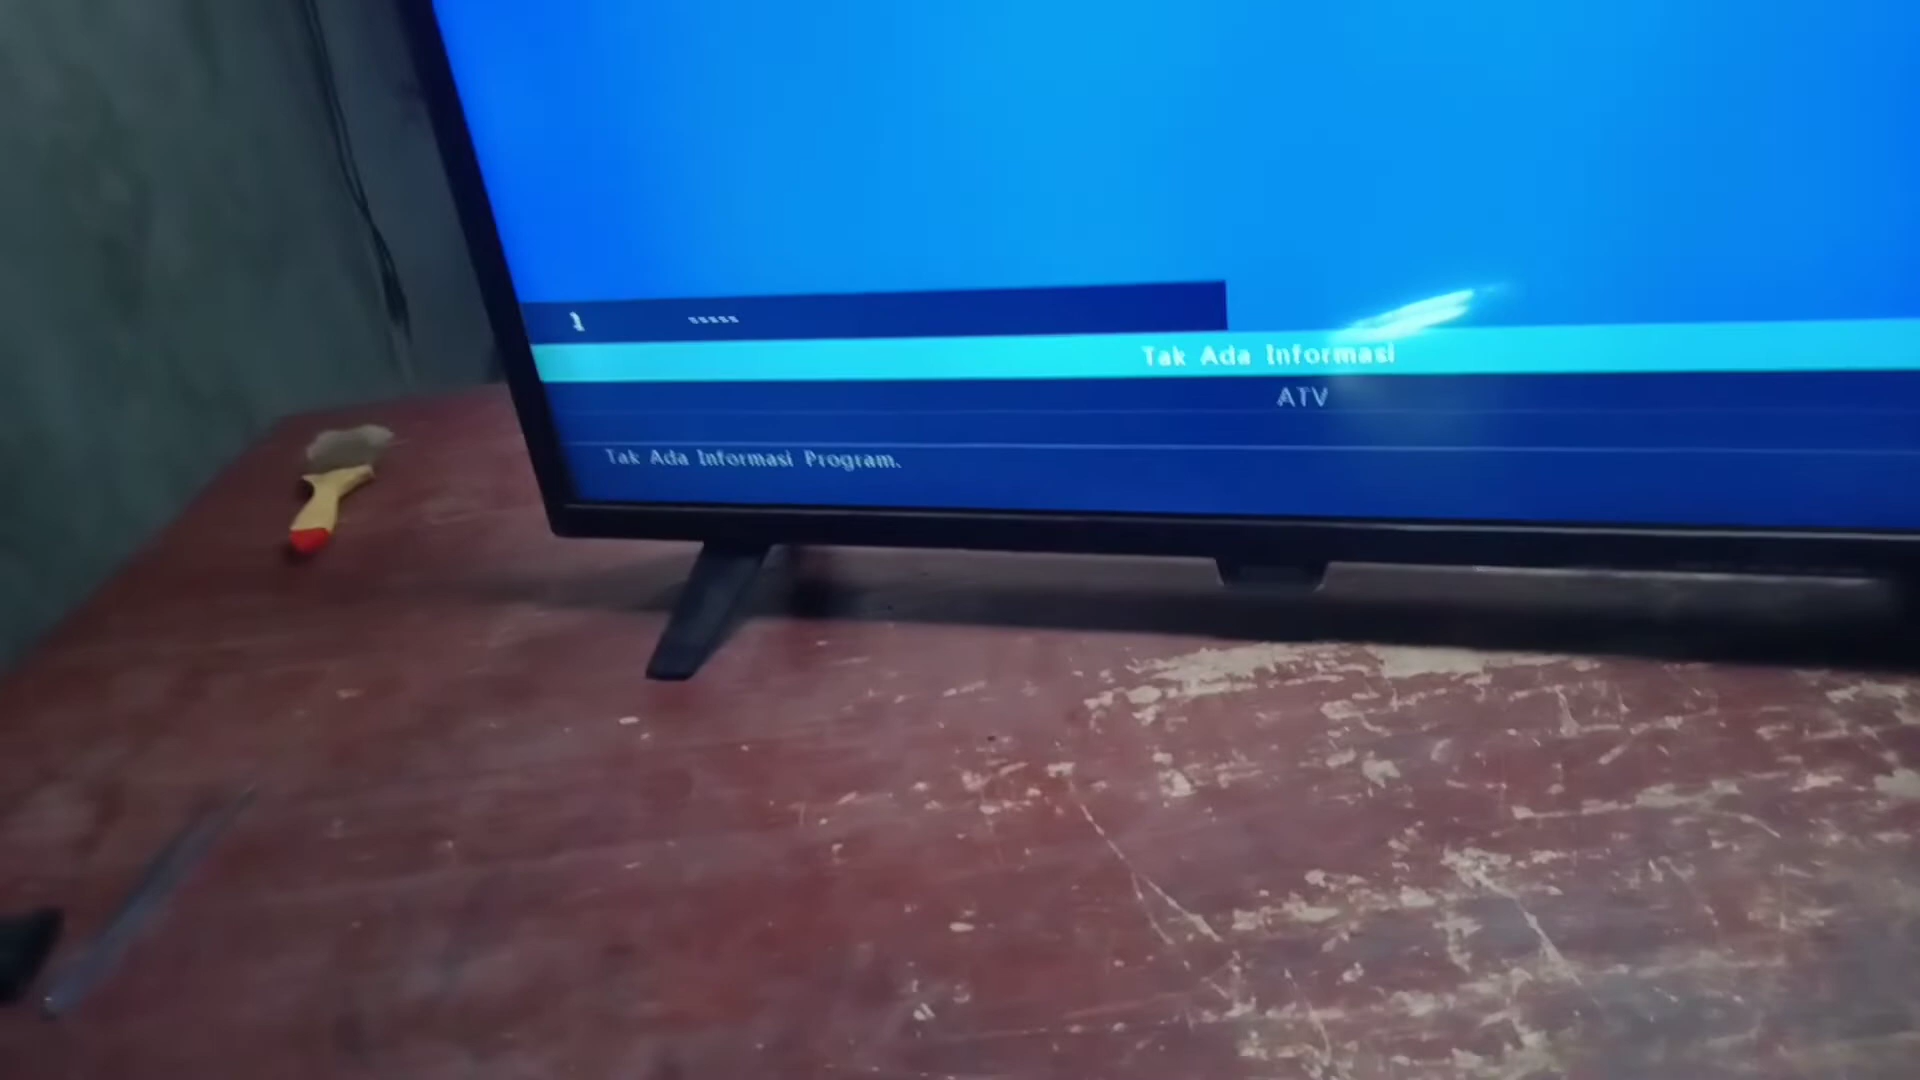 1 -----
Tak Ada Informasi
ATV
Tak Ada Informasi Program.